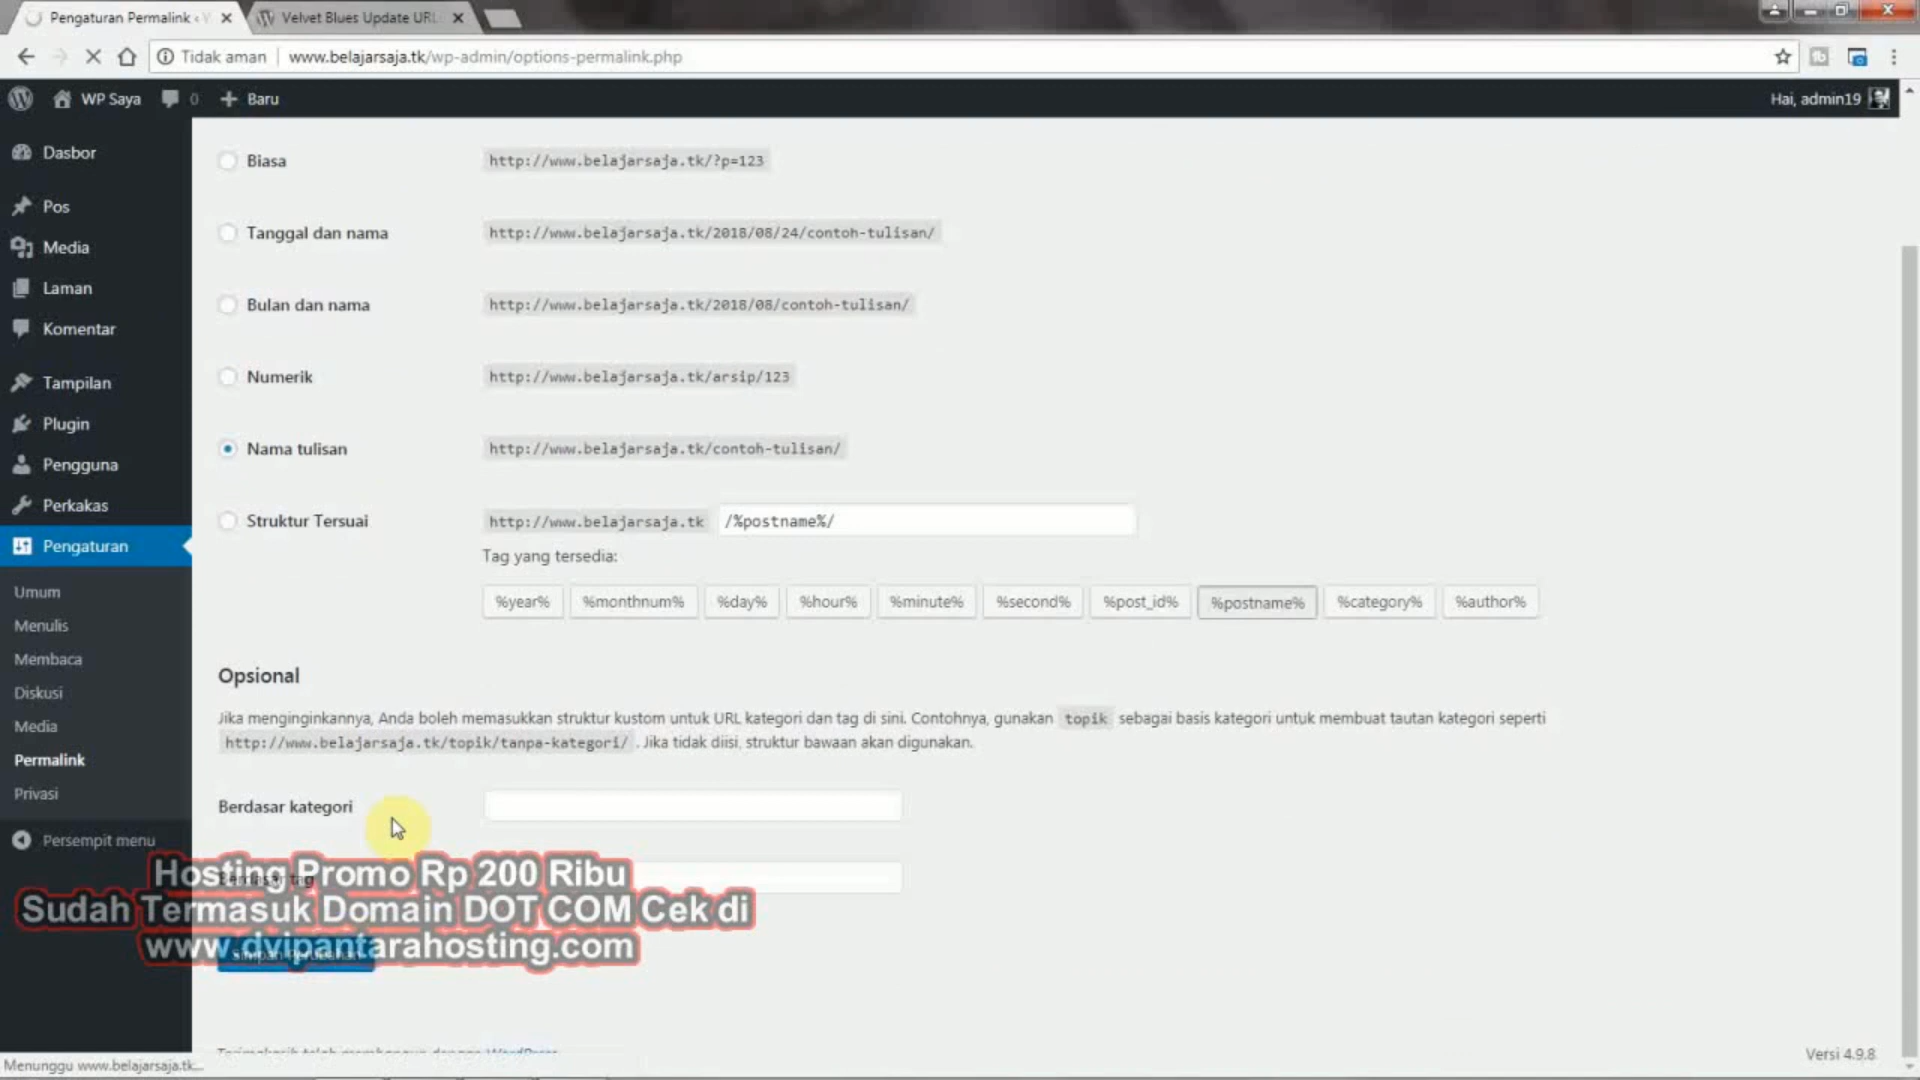 Pengaturan Permalink ‹ V
Velvet Blues Update URL
Tidak aman
www.belajarsaja.tk/wp-admin/options-permalink.php
WP Saya
0
Baru
Hai, admin19
Dasbor
Pos
Media
Laman
Komentar
Tampilan
Plugin
Pengguna
Perkakas
Pengaturan
Umum
Menulis
Membaca
Diskusi
Media
Permalink
Privasi
Persempit menu
Biasa
http://www.belajarsaja.tk/?p=123
Tanggal dan nama
http://www.belajarsaja.tk/2018/08/24/contoh-tulisan/
Bulan dan nama
http://www.belajarsaja.tk/2018/08/contoh-tulisan/
Numerik
http://www.belajarsaja.tk/arsip/123
Nama tulisan
http://www.belajarsaja.tk/contoh-tulisan/
Struktur Tersuai
http://www.belajarsaja.tk
/%postname%/
Tag yang tersedia:
%year% %monthnum% %day% %hour% %minute% %second% %post_id% %postname% %category% %author%
Opsional
Jika menginginkannya, Anda boleh memasukkan struktur kustom untuk URL kategori dan tag di sini. Contohnya, gunakan topik sebagai basis kategori untuk membuat tautan kategori seperti
http://www.belajarsaja.tk/topik/tanpa-kategori/ . Jika tidak diisi, struktur bawaan akan digunakan.
Berdasar kategori
Berdasar tag
Hosting Promo Rp 200 Ribu
Sudah Termasuk Domain DOT COM Cek di
www.dvipantarahosting.com
Simpan Perubahan
WordPress
Versi 4.9.8
Menunggu www.belajarsaja.tk...